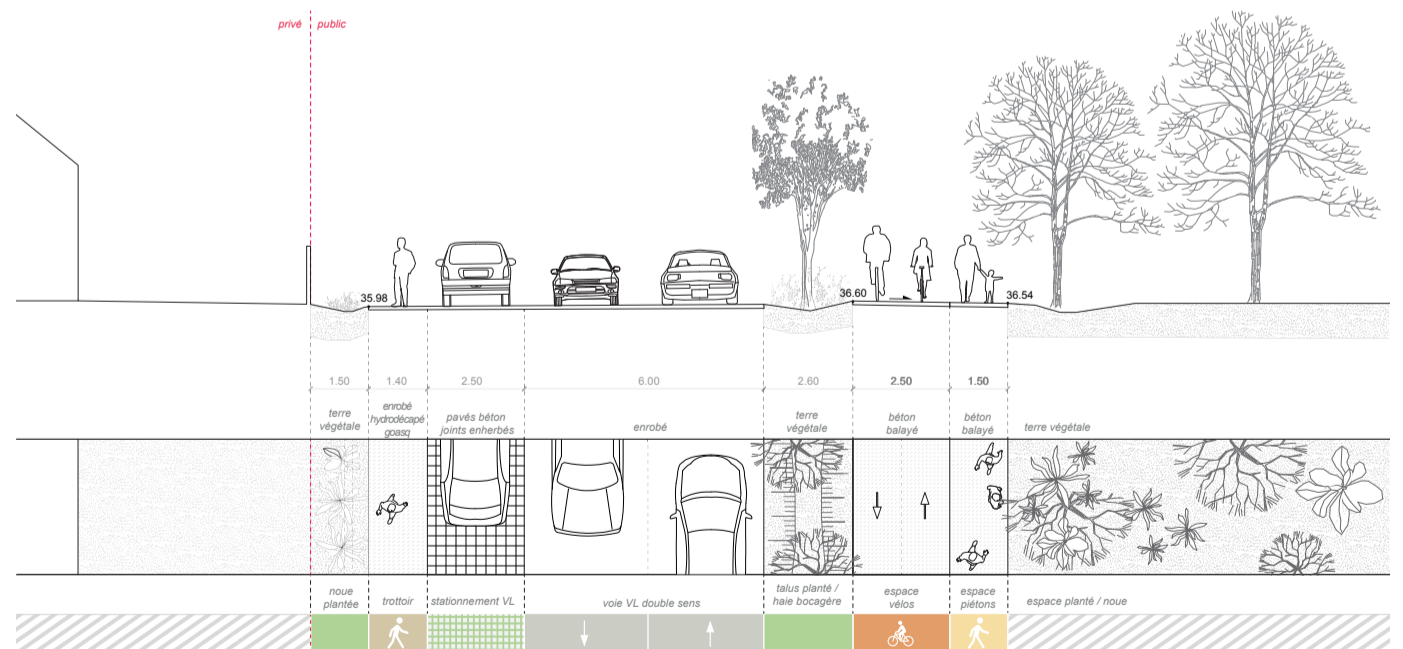 privé public
35.98
36.60
36.54
1.50 1.40 2.50 6.00 2.60 2.50 1.50
terre
végétale
enrobé
hydrodécapé
goasq
pavés béton
joints enherbés
enrobé
terre
végétale
béton
balayé
béton
balayé
terre végétale
noue
plantée
trottoir
stationnement VL
voie VL double sens
talus planté /
haie bocagère
espace
vélos
espace
piétons
espace planté / noue